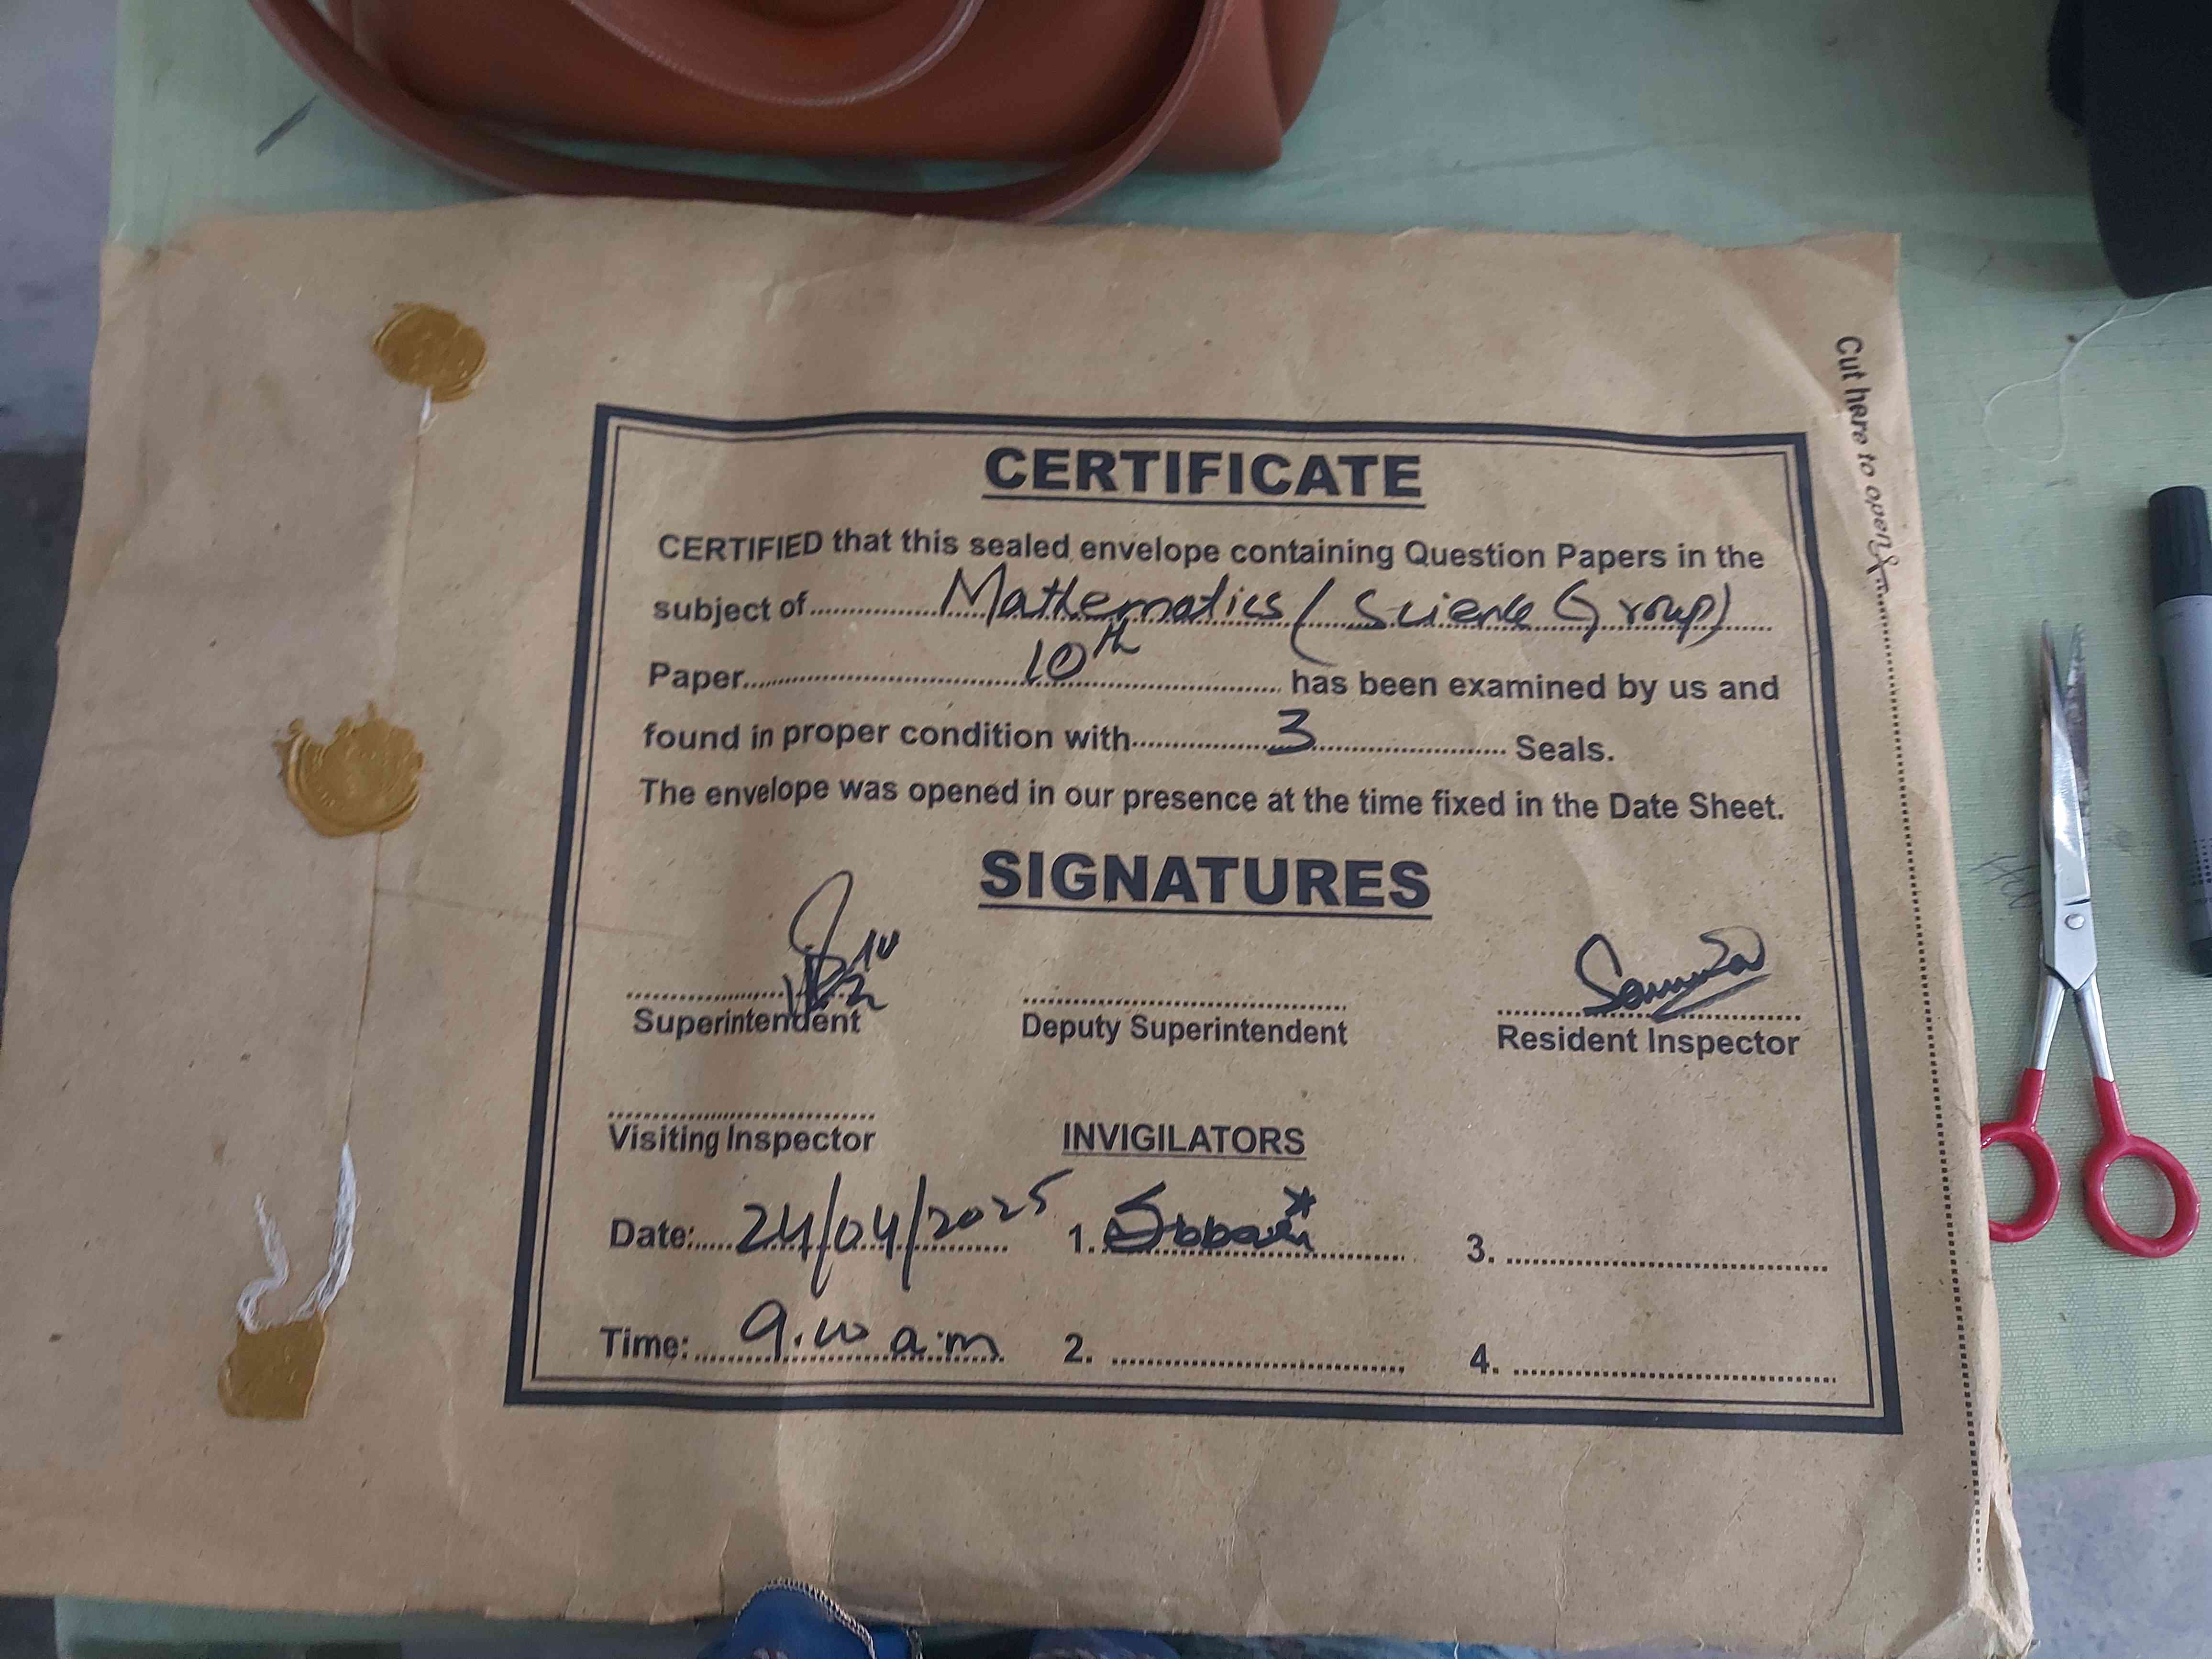 CERTIFICATE
CERTIFIED that this sealed envelope containing Question Papers in the
subject of Mathematics (Science Group)
Paper 10th has been examined by us and
found in proper condition with 3 Seals.
The envelope was opened in our presence at the time fixed in the Date Sheet.
SIGNATURES
Superintendent
Deputy Superintendent
Resident Inspector
Visiting Inspector
INVIGILATORS
Date: 24/04/2025 1. 3.
Time: 9.00 a.m 2. 4.
Cut here to open